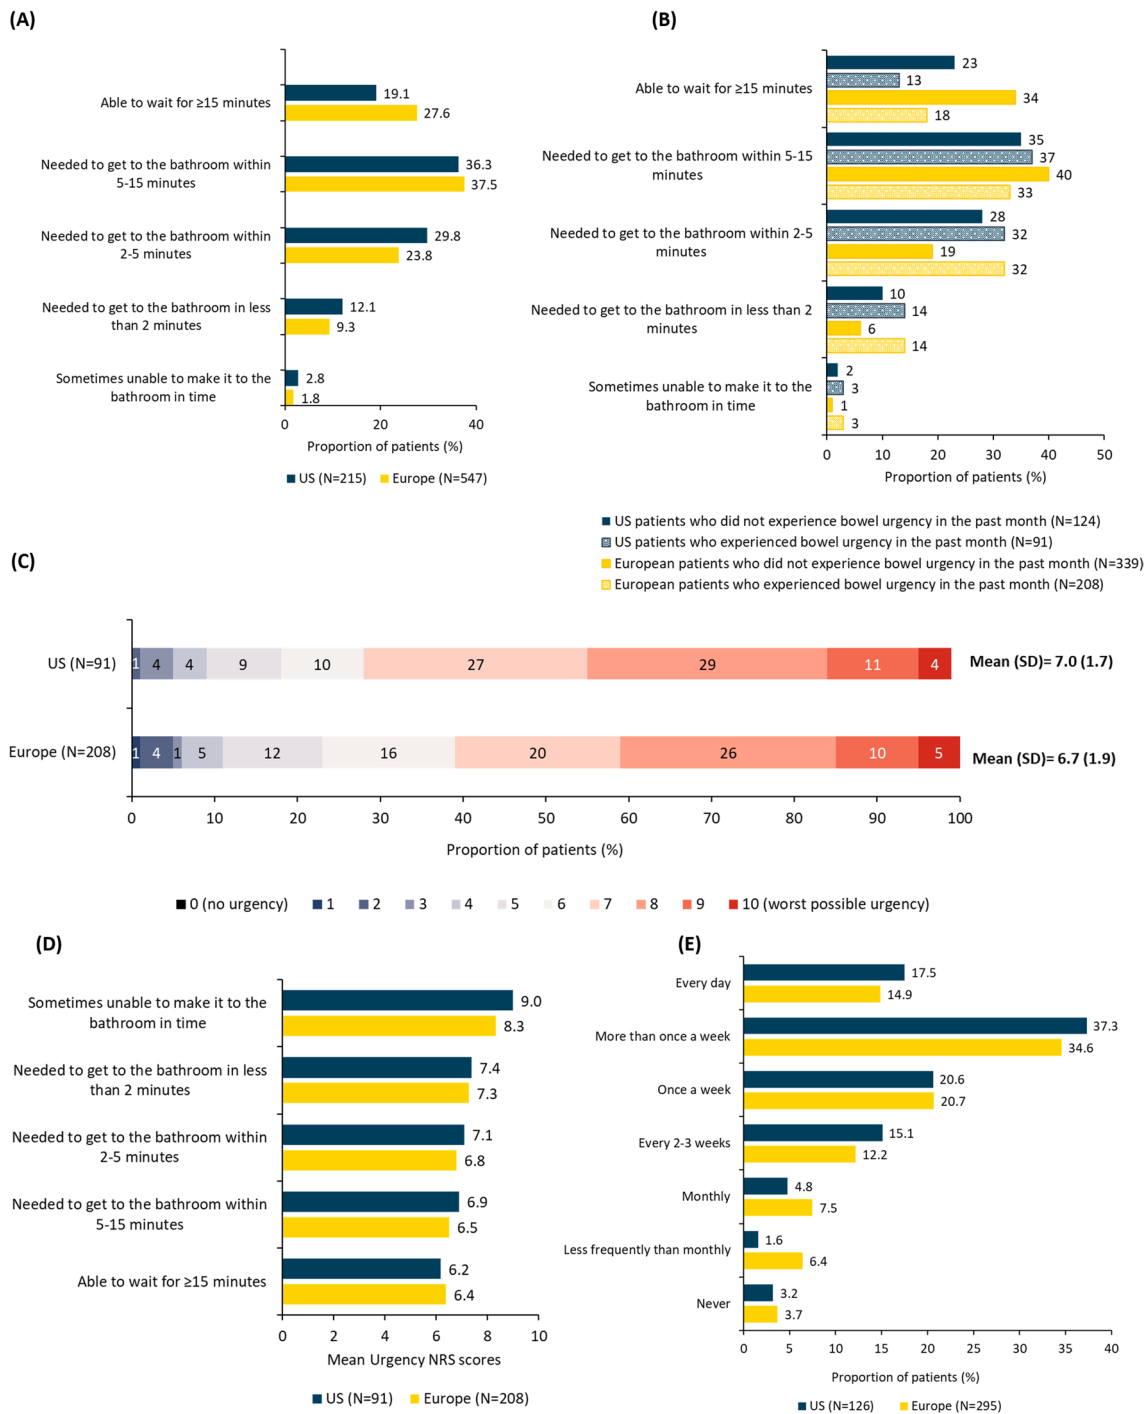 (A)
Able to wait for ≥15 minutes
19.1
27.6
Needed to get to the bathroom within
5-15 minutes
36.3
37.5
Needed to get to the bathroom within
2-5 minutes
29.8
23.8
Needed to get to the bathroom in less
than 2 minutes
12.1
9.3
Sometimes unable to make it to the
bathroom in time
2.8
1.8
0 20 40
Proportion of patients (%)
US (N=215) Europe (N=547)
(B)
Able to wait for ≥15 minutes
23
13
34
18
Needed to get to the bathroom within 5-15
minutes
35
37
40
33
Needed to get to the bathroom within 2-5
minutes
28
32
19
32
Needed to get to the bathroom in less than 2
minutes
10
14
6
14
Sometimes unable to make it to the
bathroom in time
2
3
1
3
0 10 20 30 40 50
Proportion of patients (%)
US patients who did not experience bowel urgency in the past month (N=124)
US patients who experienced bowel urgency in the past month (N=91)
European patients who did not experience bowel urgency in the past month (N=339)
European patients who experienced bowel urgency in the past month (N=208)
(C)
US (N=91) 1 4 4 9 10 27 29 11 4 Mean (SD)= 7.0 (1.7)
Europe (N=208) 1 4 1 5 12 16 20 26 10 5 Mean (SD)= 6.7 (1.9)
0 10 20 30 40 50 60 70 80 90 100
Proportion of patients (%)
0 (no urgency) 1 2 3 4 5 6 7 8 9 10 (worst possible urgency)
(D)
Sometimes unable to make it to the
bathroom in time
9.0
8.3
Needed to get to the bathroom in less
than 2 minutes
7.4
7.3
Needed to get to the bathroom within
2-5 minutes
7.1
6.8
Needed to get to the bathroom within
5-15 minutes
6.9
6.5
Able to wait for ≥15 minutes
6.2
6.4
0 2 4 6 8 10
Mean Urgency NRS scores
US (N=91) Europe (N=208)
(E)
Every day
17.5
14.9
More than once a week
37.3
34.6
Once a week
20.6
20.7
Every 2-3 weeks
15.1
12.2
Monthly
4.8
7.5
Less frequently than monthly
1.6
6.4
Never
3.2
3.7
0 5 10 15 20 25 30 35 40
Proportion of patients (%)
US (N=126) Europe (N=295)